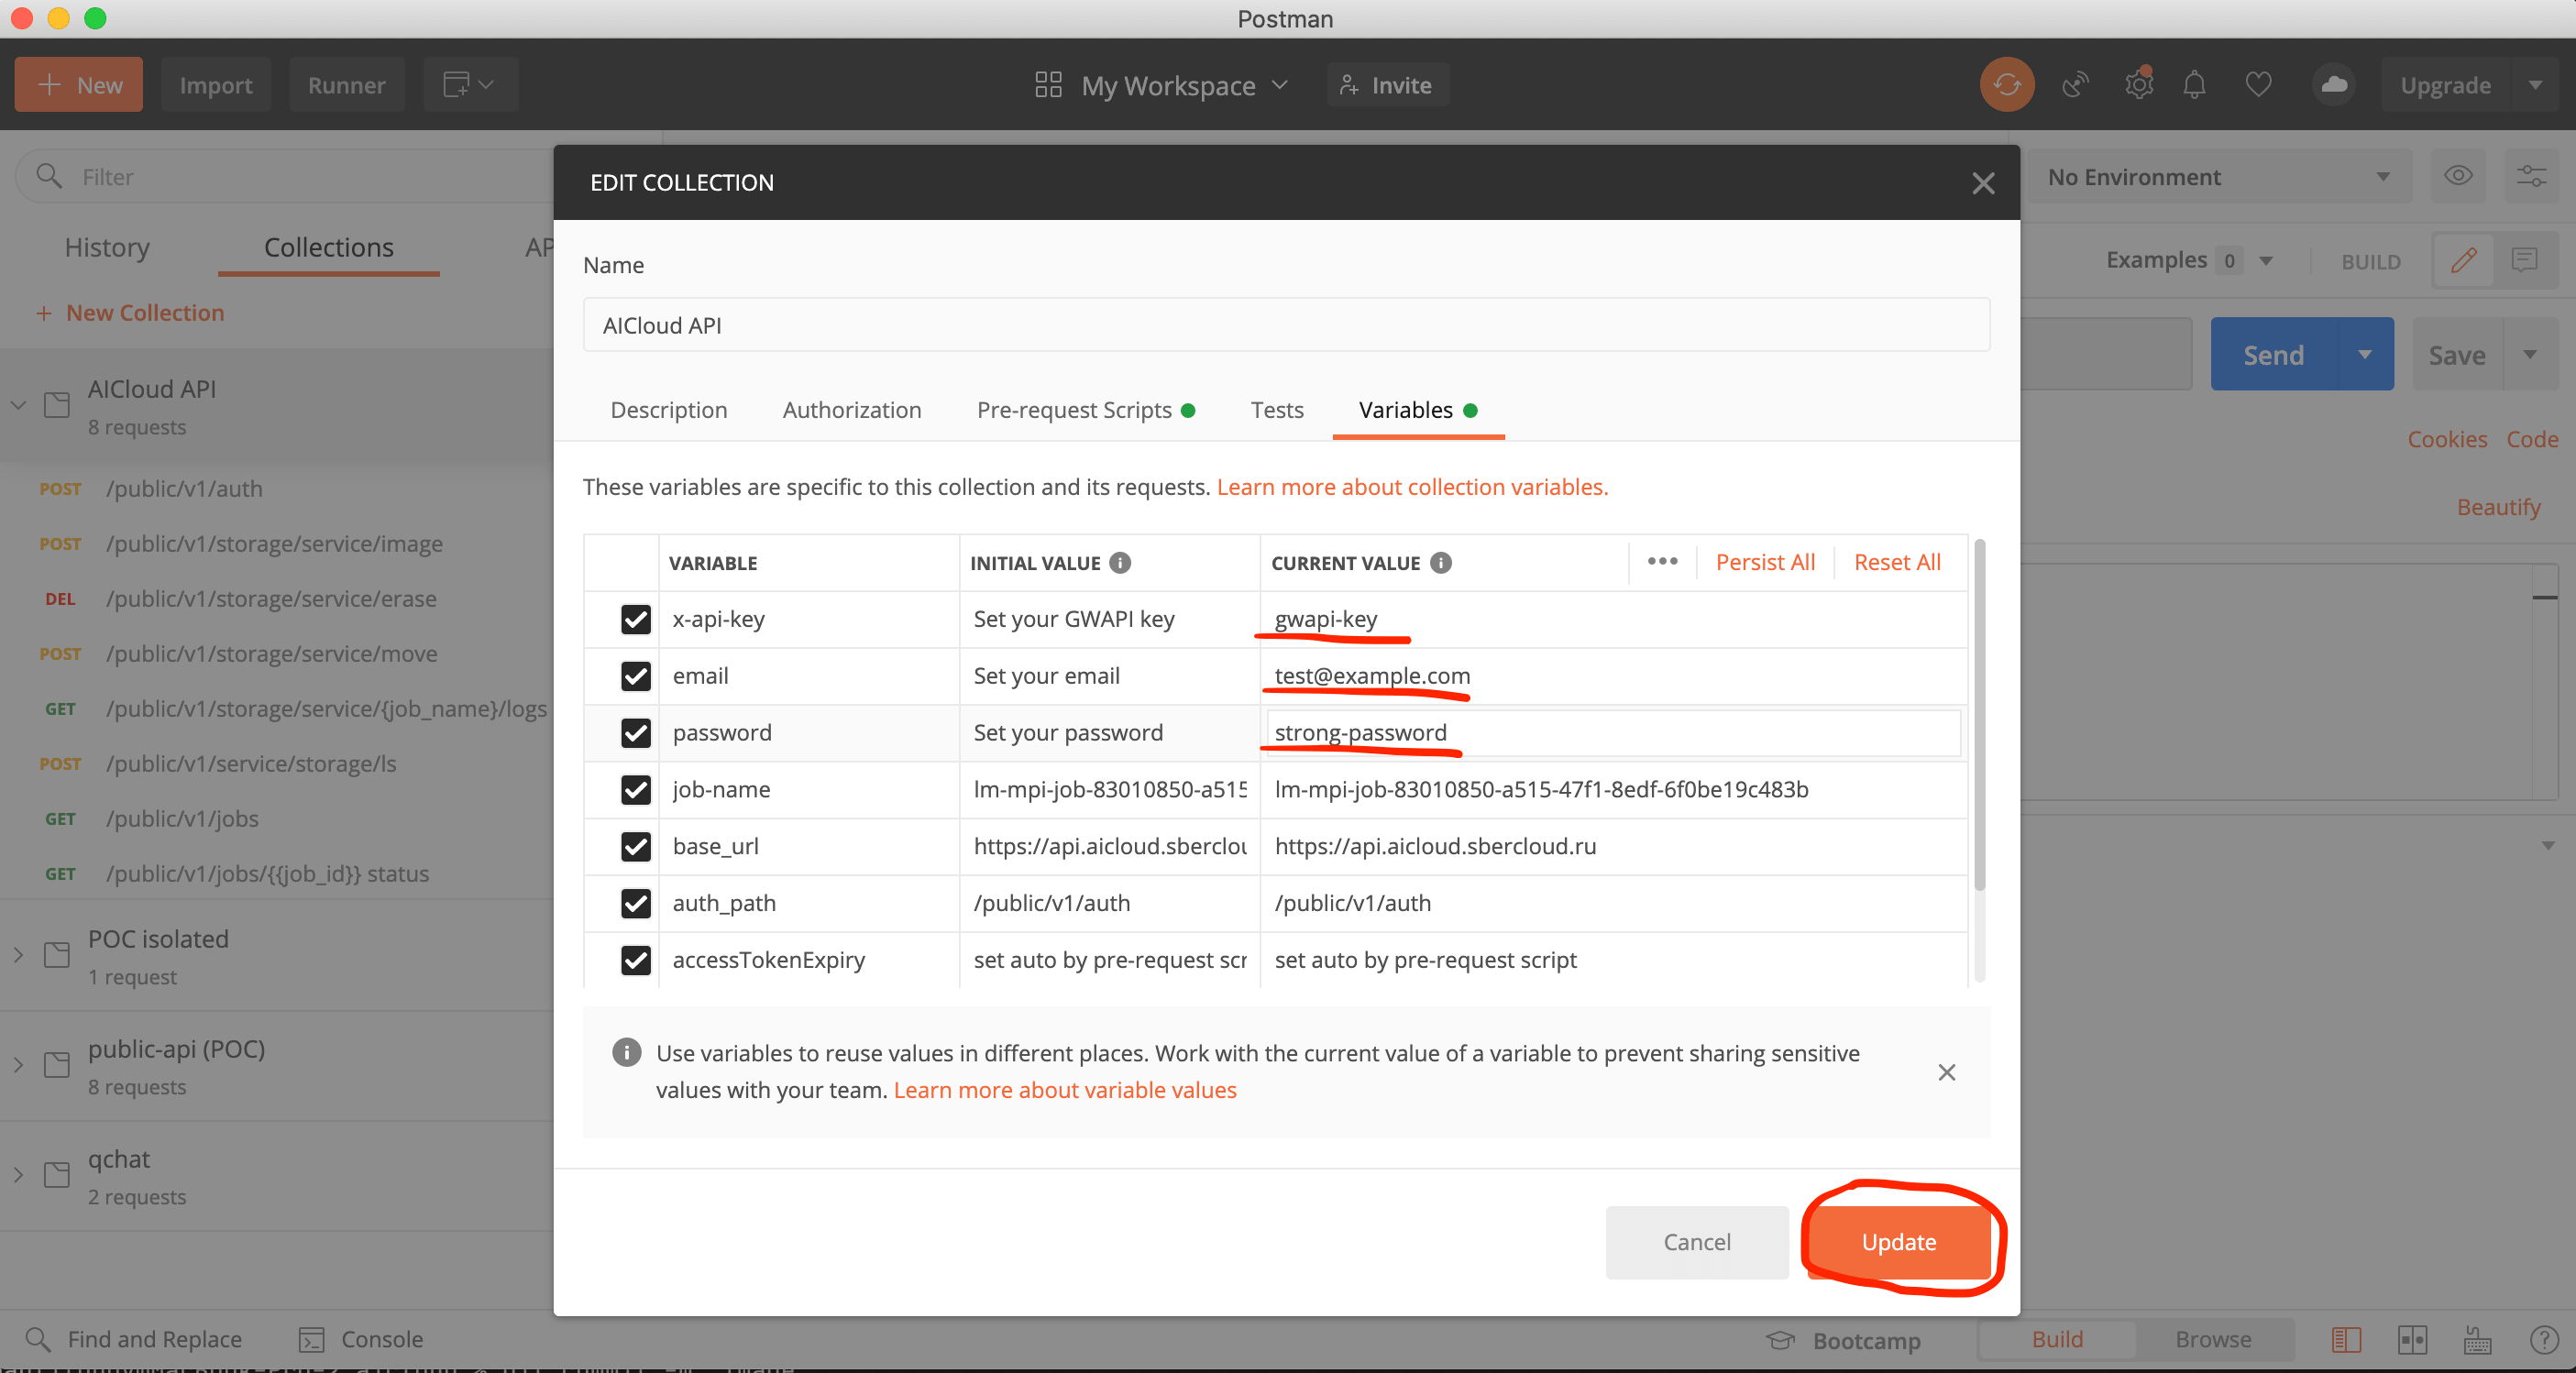 Postman
New
Import
Runner
My Workspace
Invite
Upgrade
Filter
History
Collections
AP
New Collection
AICloud API
8 requests
POST /public/v1/auth
POST /public/v1/storage/service/image
DEL /public/v1/storage/service/erase
POST /public/v1/storage/service/move
GET /public/v1/storage/service/{job_name}/logs
POST /public/v1/service/storage/ls
GET /public/v1/jobs
GET /public/v1/jobs/{{job_id}} status
POC isolated
1 request
public-api (POC)
8 requests
qchat
2 requests
EDIT COLLECTION
Name
AICloud API
Description Authorization Pre-request Scripts Tests Variables
These variables are specific to this collection and its requests. Learn more about collection variables.
VARIABLE INITIAL VALUE CURRENT VALUE ••• Persist All Reset All
x-api-key Set your GWAPI key gwapi-key
email Set your email test@example.com
password Set your password strong-password
job-name lm-mpi-job-83010850-a515 lm-mpi-job-83010850-a515-47f1-8edf-6f0be19c483b
base_url https://api.aicloud.sberclou https://api.aicloud.sbercloud.ru
auth_path /public/v1/auth /public/v1/auth
accessTokenExpiry set auto by pre-request scr set auto by pre-request script
Use variables to reuse values in different places. Work with the current value of a variable to prevent sharing sensitive
values with your team. Learn more about variable values
Cancel
Update
No Environment
Examples 0
BUILD
Send
Save
Cookies Code
Beautify
Find and Replace
Console
Bootcamp
Build
Browse